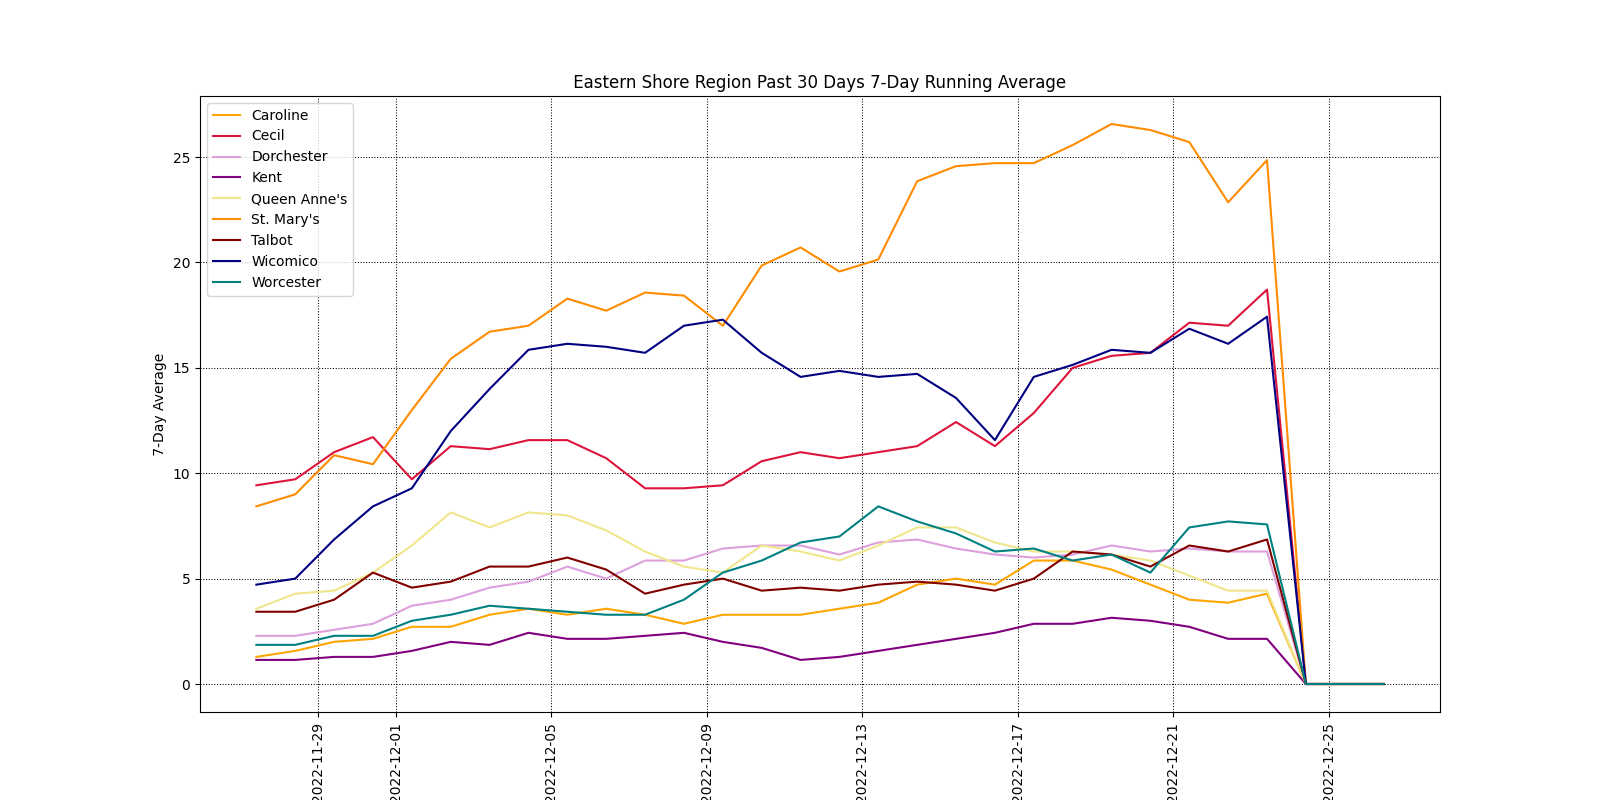 Eastern Shore Region Past 30 Days 7-Day Running Average
Caroline
Cecil
Dorchester
Kent
Queen Anne's
St. Mary's
Talbot
Wicomico
Worcester
7-Day Average
25
20
15
10
5
0
2022-11-29
2022-12-01
2022-12-05
2022-12-09
2022-12-13
2022-12-17
2022-12-21
2022-12-25